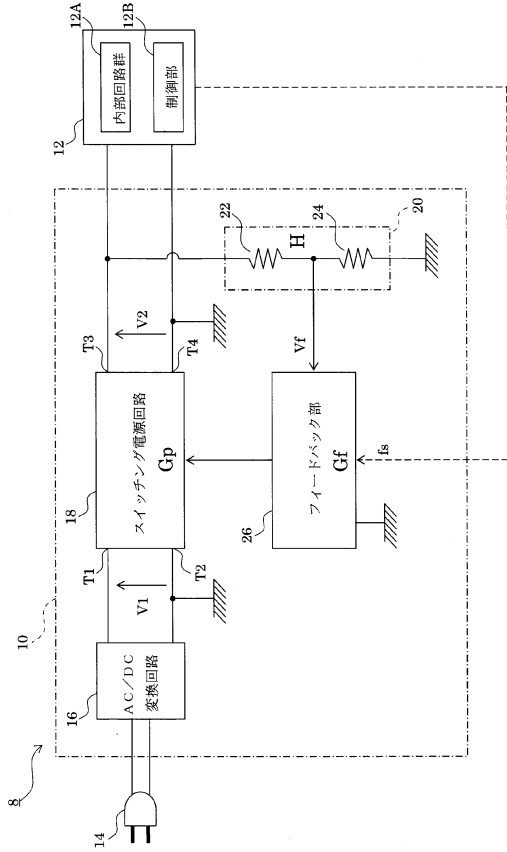 8
10
12
12A
12B
内部回路群
制御部
14
16
AC/DC
変換回路
T1
T2
V1
18
スイッチング電源回路
Gp
T3
T4
V2
20
22
24
H
Vf
26
フィードバック部
Gf
fs